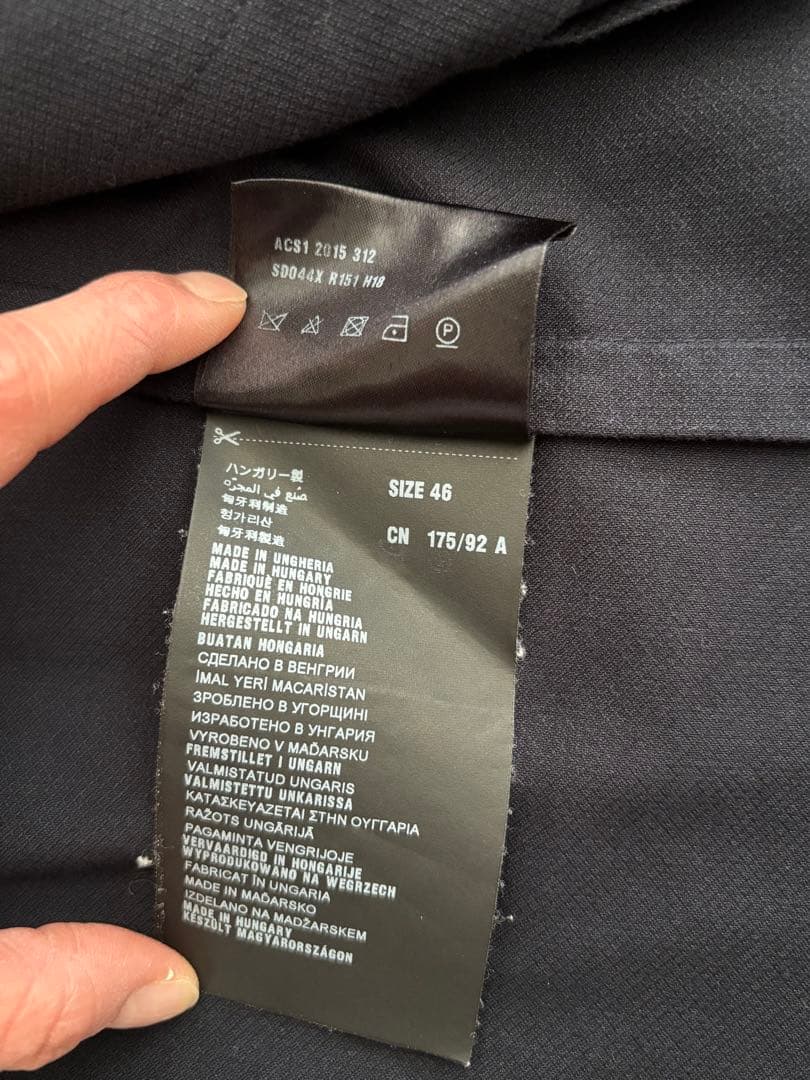 ACS1 2015 312
SD044X R151 H18
P
ハンガリー製
صنع في المجر
匈牙利制造
헝가리산
匈牙利製造
SIZE 46
CN 175/92 A
MADE IN UNGHERIA
MADE IN HUNGARY
FABRIQUÉ EN HONGRIE
HECHO EN HUNGRIA
FABRICADO NA HUNGRIA
HERGESTELLT IN UNGARN
BUATAN HONGARIA
СДЕЛАНО В ВЕНГРИИ
İMAL YERİ MACARİSTAN
ЗРОБЛЕНО В УГОРЩИНІ
ИЗРАБОТЕНО В УНГАРИЯ
VYROBENO V MAĎARSKU
FREMSTILLET I UNGARN
VALMISTATUD UNGARIS
VALMISTETTU UNKARISSA
ΚΑΤΑΣΚΕΥΑΖΕΤΑΙ ΣΤΗΝ ΟΥΓΓΑΡΙΑ
RAŽOTS UNGĀRIJĀ
PAGAMINTA VENGRIJOJE
VERVAARDIGD IN HONGARIJE
WYPRODUKOWANO NA WEGRZECH
FABRICAT ÎN UNGARIA
MADE IN MAĎARSKO
IZDELANO NA MADŽARSKEM
MADE IN HUNGARY
KÉSZÜLT MAGYARORSZÁGON